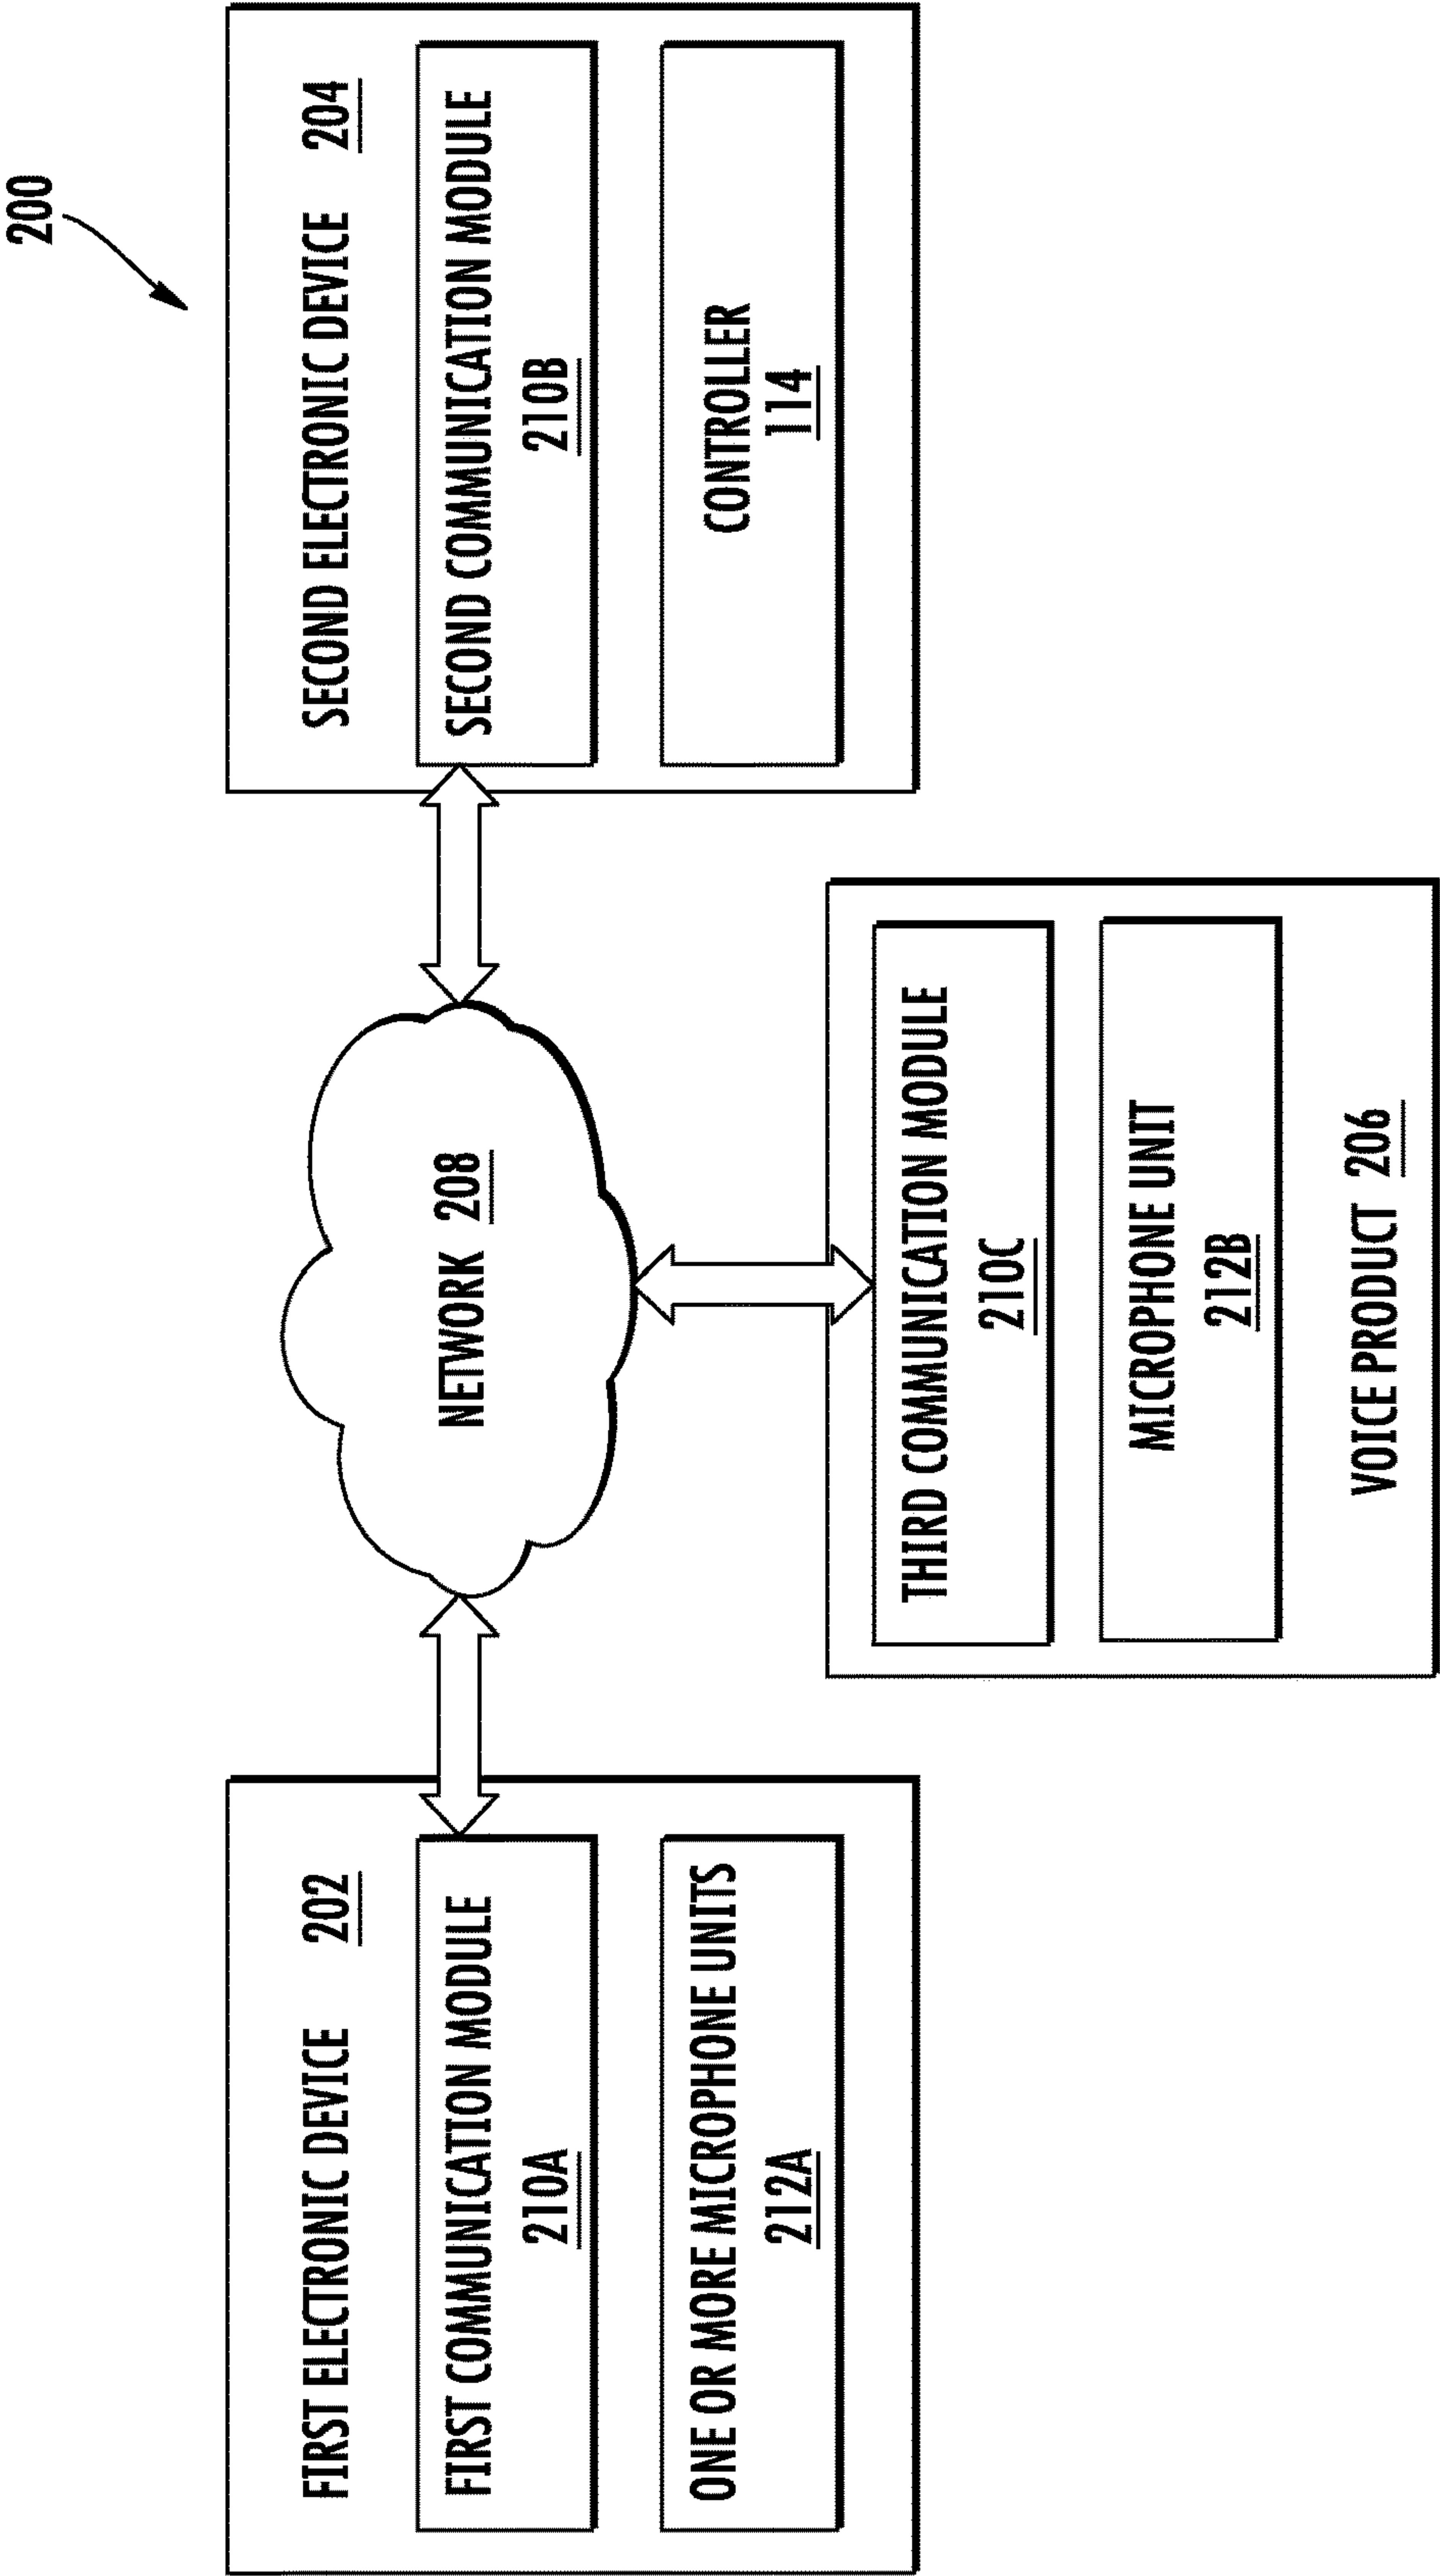 200
FIRST ELECTRONIC DEVICE 202
FIRST COMMUNICATION MODULE
210A
ONE OR MORE MICROPHONE UNITS
212A
NETWORK 208
SECOND ELECTRONIC DEVICE 204
SECOND COMMUNICATION MODULE
210B
CONTROLLER
114
THIRD COMMUNICATION MODULE
210C
MICROPHONE UNIT
212B
VOICE PRODUCT 206